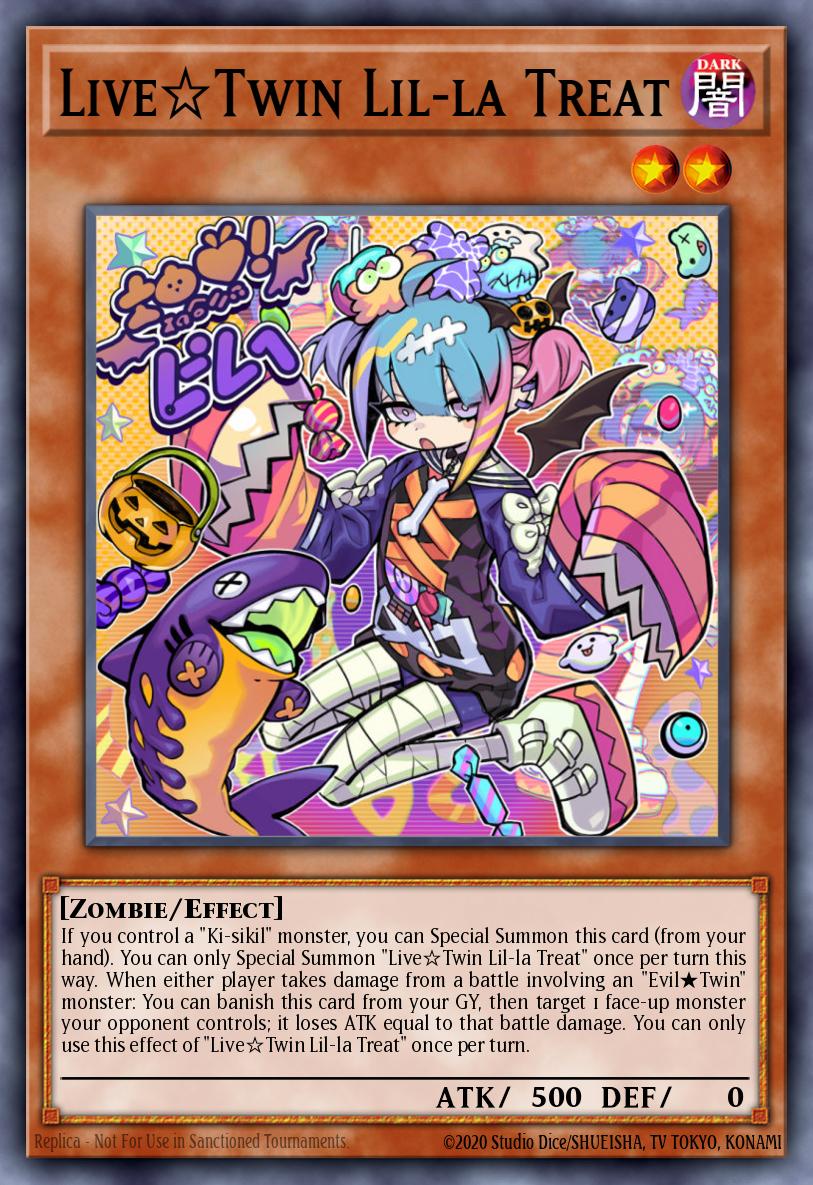 Live☆Twin Lil-la Treat
DARK
闇
[Zombie/Effect]
If you control a "Ki-sikil" monster, you can Special Summon this card (from your
hand). You can only Special Summon "Live☆Twin Lil-la Treat" once per turn this
way. When either player takes damage from a battle involving an "Evil★Twin"
monster: You can banish this card from your GY, then target 1 face-up monster
your opponent controls; it loses ATK equal to that battle damage. You can only
use this effect of "Live☆Twin Lil-la Treat" once per turn.
ATK/ 500 DEF/ 0
Replica - Not For Use in Sanctioned Tournaments.
©2020 Studio Dice/SHUEISHA, TV TOKYO, KONAMI